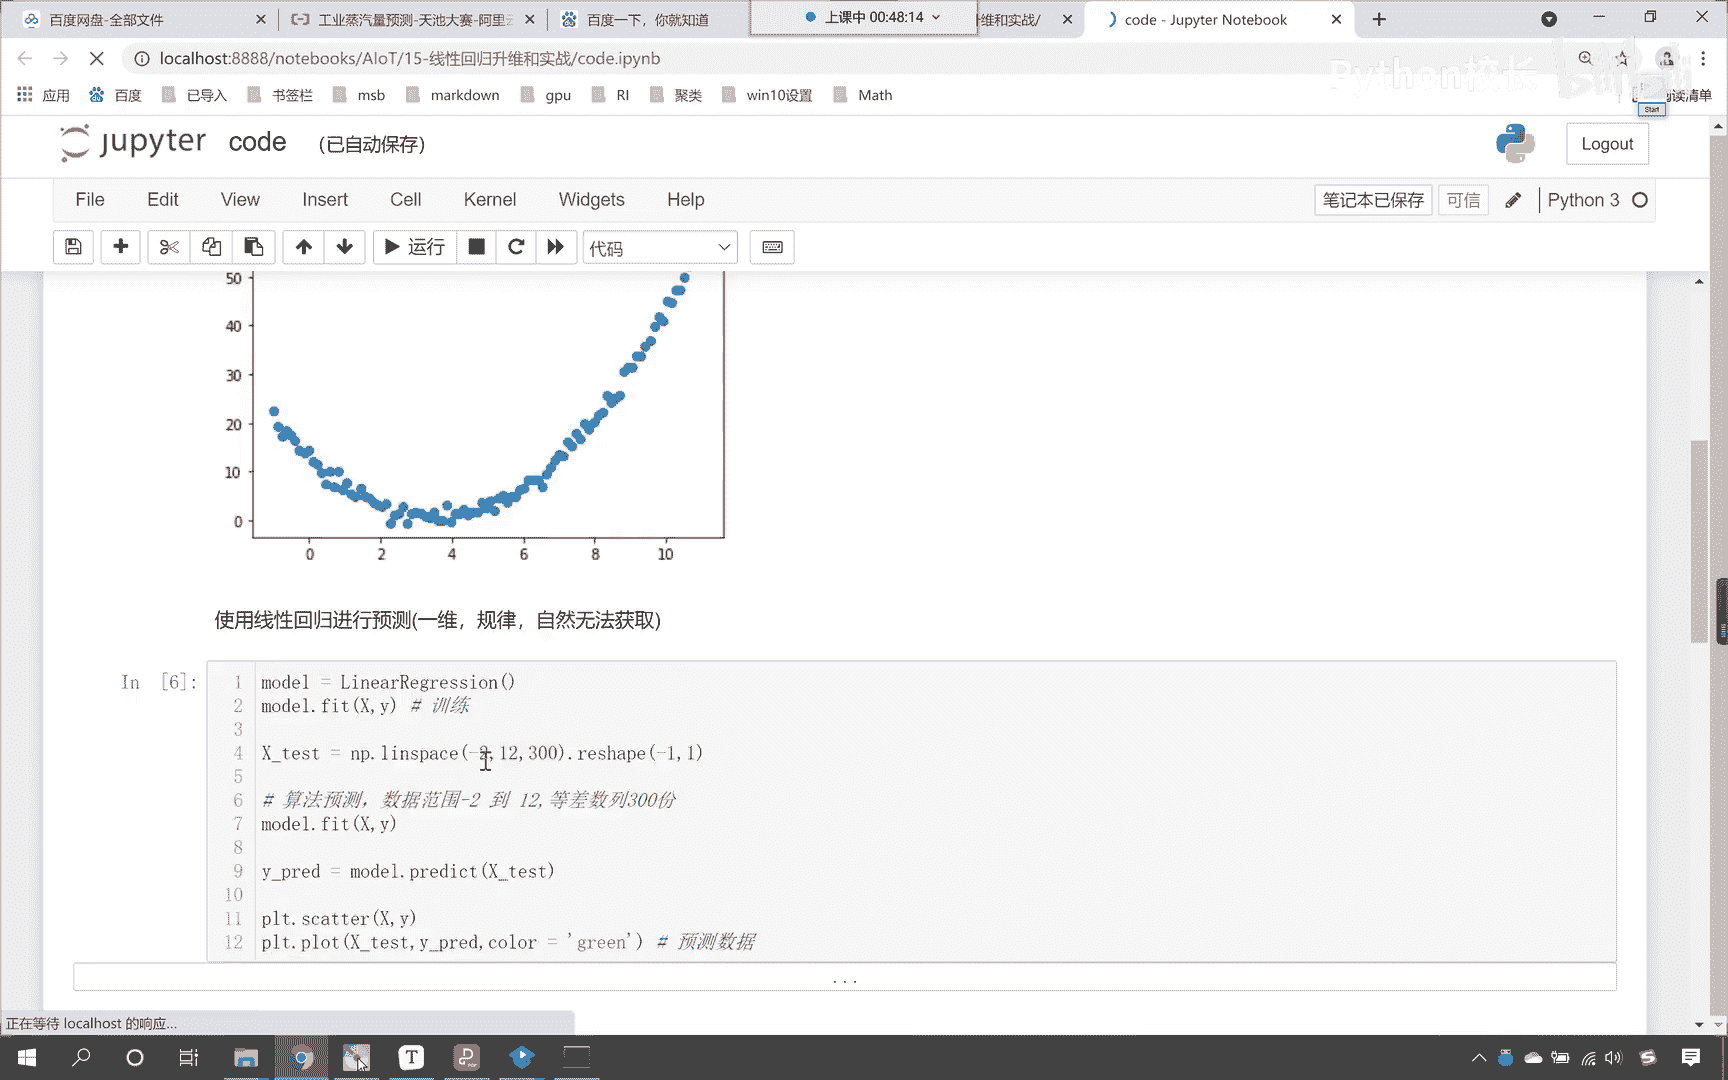 百度网盘-全部文件
工业蒸汽量预测-天池大赛-阿里云
百度一下，你就知道
上课中 00:48:14
维和实战/
code - Jupyter Notebook
localhost:8888/notebooks/AIoT/15-线性回归升维和实战/code.ipynb
Python校长
bilibili
应用 百度 已导入 书签栏 msb markdown gpu RI 聚类 win10设置 Math 阅读清单
Start
jupyter code (已自动保存)
Logout
File Edit View Insert Cell Kernel Widgets Help
笔记本已保存 可信 Python 3
运行 代码
50
40
30
20
10
0
0 2 4 6 8 10
使用线性回归进行预测(一维，规律，自然无法获取)
In [6]:
1 model = LinearRegression()
2 model.fit(X,y) # 训练
3
4 X_test = np.linspace(-2,12,300).reshape(-1,1)
5
6 # 算法预测，数据范围-2 到 12,等差数列300份
7 model.fit(X,y)
8
9 y_pred = model.predict(X_test)
10
11 plt.scatter(X,y)
12 plt.plot(X_test,y_pred,color = 'green') # 预测数据
...
正在等待 localhost 的响应...